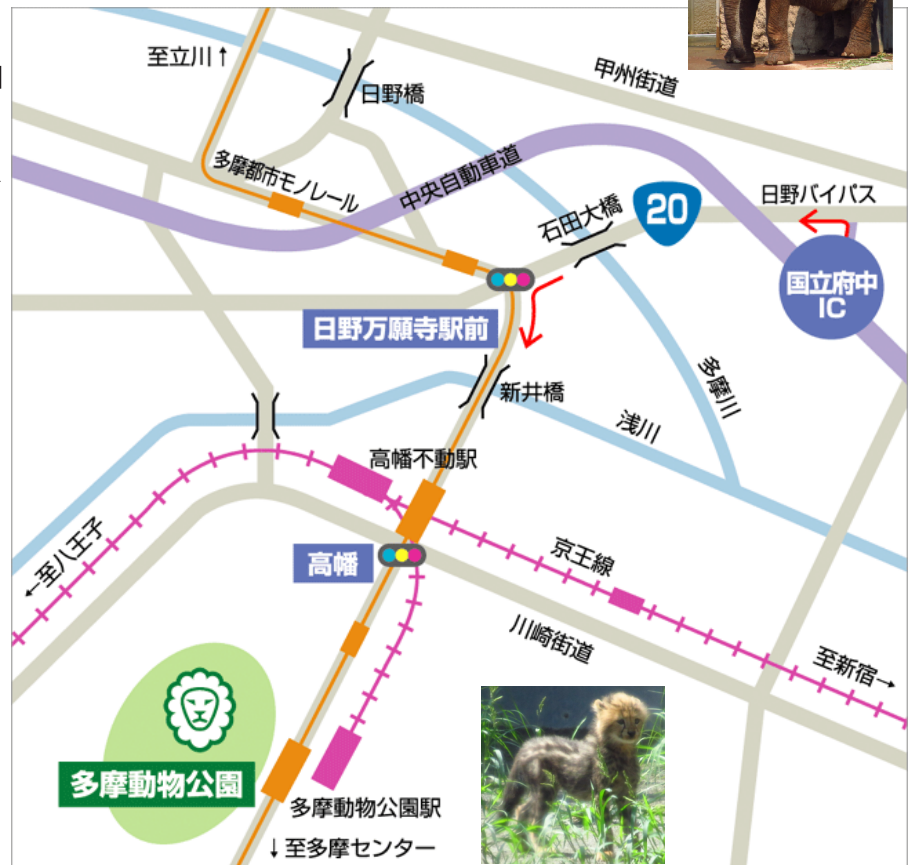 至立川↑
日野橋
甲州街道
多摩都市モノレール
中央自動車道
石田大橋
20
日野バイパス
国立府中
IC
日野万願寺駅前
新井橋
多摩川
浅川
高幡不動駅
←至八王子
高幡
京王線
川崎街道
至新宿→
多摩動物公園
多摩動物公園駅
↓至多摩センター